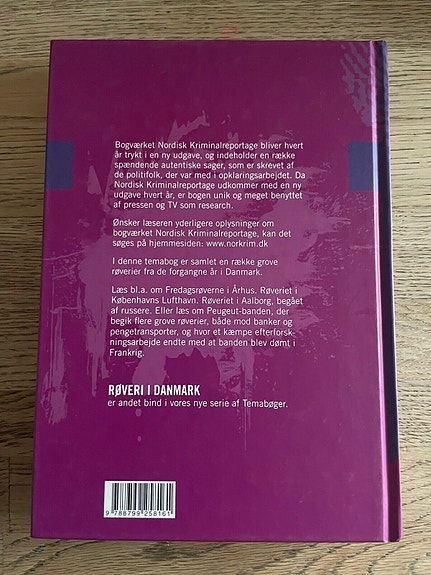 Bogværket Nordisk Kriminalreportage bliver hvert
år trykt i en ny udgave, og indeholder en række
spændende autentiske sager, som er skrevet af
de politifolk, der var med i opklaringsarbejdet. Da
Nordisk Kriminalreportage udkommer med en ny
udgave hvert år, er bogen unik og meget benyttet
af pressen og TV som research.
Ønsker læseren yderligere oplysninger om
bogværket Nordisk Kriminalreportage, kan det
søges på hjemmesiden: www.norkrim.dk
I denne temabog er samlet en række grove
røverier fra de forgangne år i Danmark.
Læs bl.a. om Fredagsrøverne i Århus. Røveriet i
Københavns Lufthavn. Røveriet i Aalborg, begået
af russere. Eller læs om Peugeut-banden, der
begik flere grove røverier, både mod banker og
pengetransporter, og hvor et kæmpe efterforsk-
ningsarbejde endte med at banden blev dømt i
Frankrig.
RØVERI I DANMARK
er andet bind i vores nye serie af Temabøger.
9 788799 258161